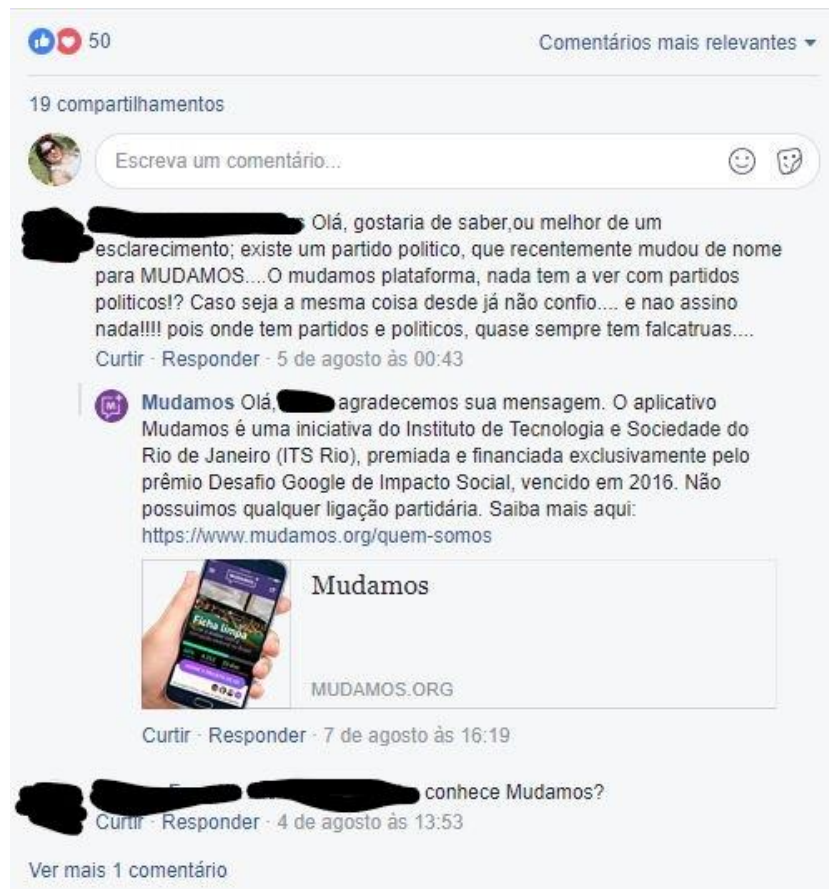 50
Comentários mais relevantes
19 compartilhamentos
Escreva um comentário...
Olá, gostaria de saber,ou melhor de um
esclarecimento; existe um partido politico, que recentemente mudou de nome
para MUDAMOS....O mudamos plataforma, nada tem a ver com partidos
politicos!? Caso seja a mesma coisa desde já não confio.... e nao assino
nada!!!! pois onde tem partidos e politicos, quase sempre tem falcatruas....
Curtir · Responder · 5 de agosto às 00:43
Mudamos Olá, agradecemos sua mensagem. O aplicativo
Mudamos é uma iniciativa do Instituto de Tecnologia e Sociedade do
Rio de Janeiro (ITS Rio), premiada e financiada exclusivamente pelo
prêmio Desafio Google de Impacto Social, vencido em 2016. Não
possuimos qualquer ligação partidária. Saiba mais aqui:
https://www.mudamos.org/quem-somos
Ficha limpa
Mudamos
MUDAMOS.ORG
Curtir · Responder · 7 de agosto às 16:19
conhece Mudamos?
Curtir · Responder · 4 de agosto às 13:53
Ver mais 1 comentário